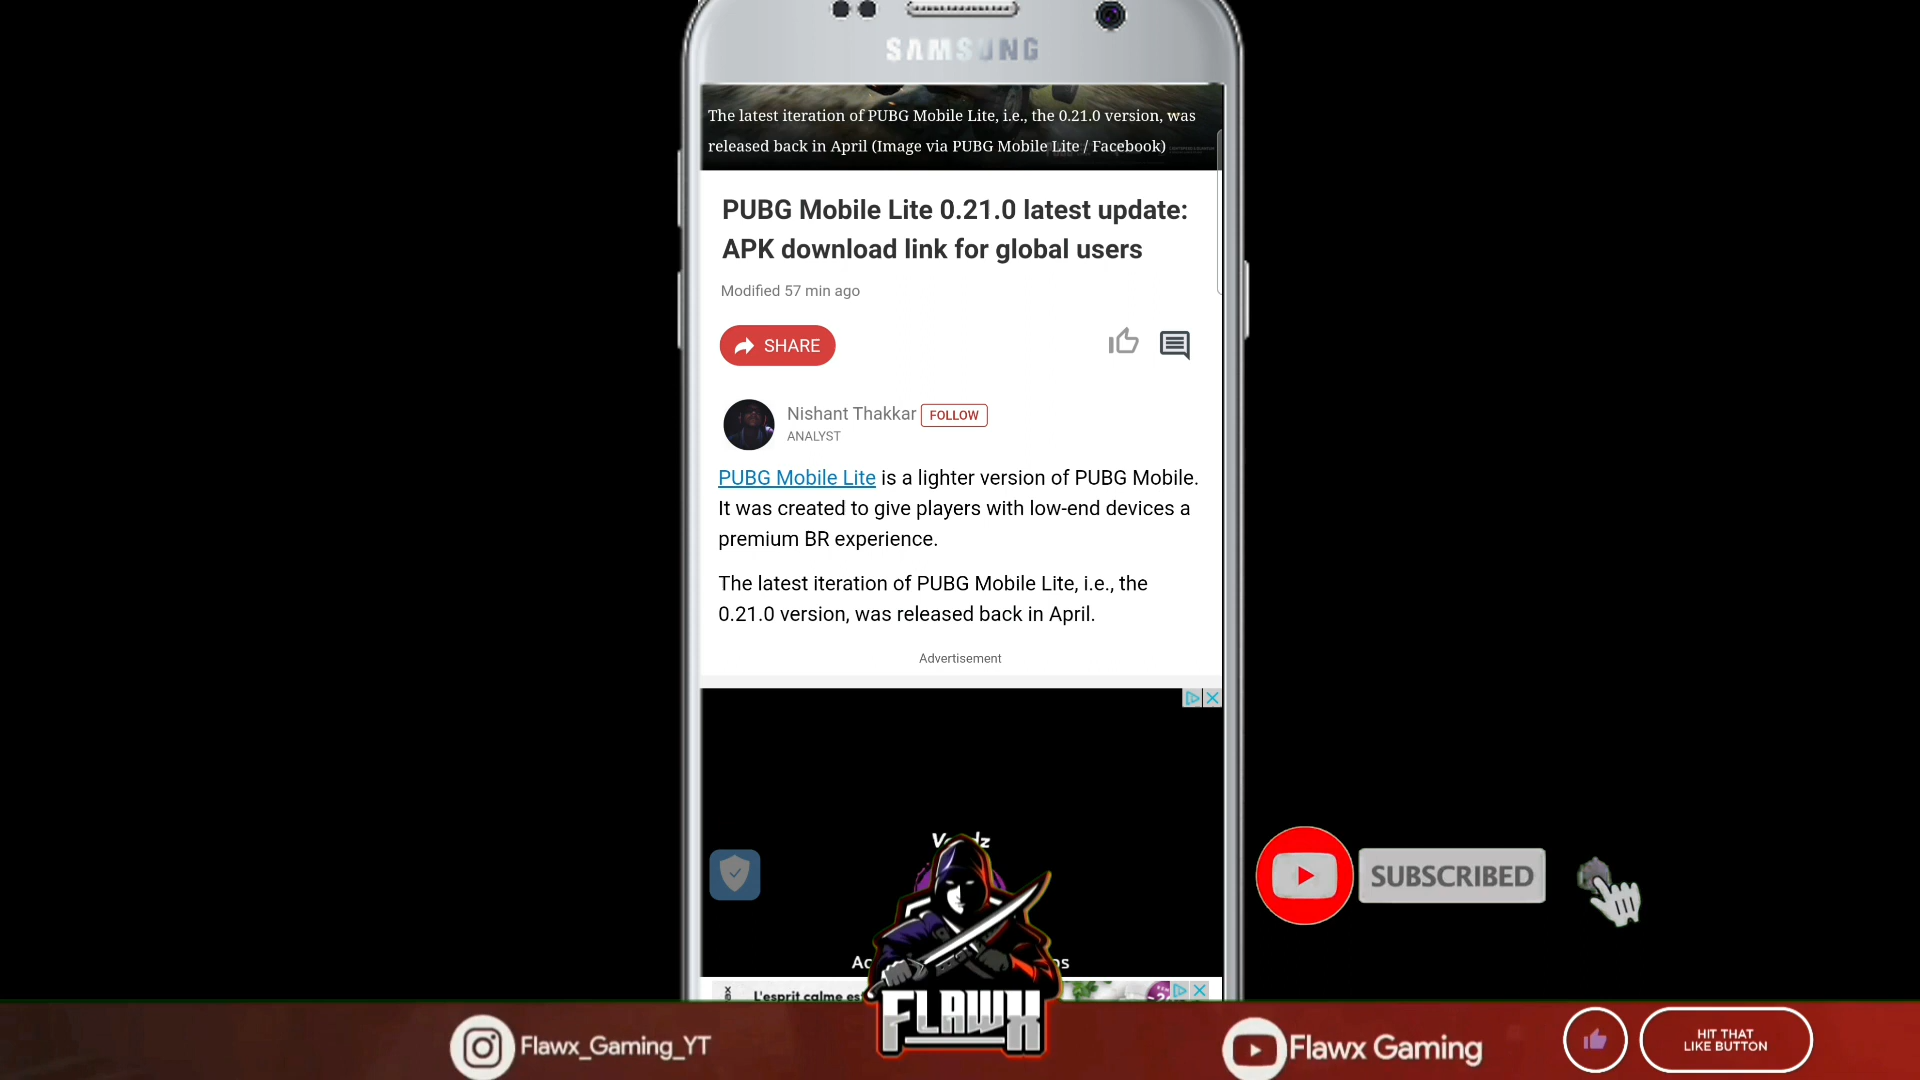 SAMSUNG
The latest iteration of PUBG Mobile Lite, i.e., the 0.21.0 version, was
released back in April (Image via PUBG Mobile Lite / Facebook)
PUBG Mobile Lite 0.21.0 latest update:
APK download link for global users
Modified 57 min ago
SHARE
Nishant Thakkar FOLLOW
ANALYST
PUBG Mobile Lite is a lighter version of PUBG Mobile.
It was created to give players with low-end devices a
premium BR experience.
The latest iteration of PUBG Mobile Lite, i.e., the
0.21.0 version, was released back in April.
Advertisement
SUBSCRIBED
L'esprit calme
FLAWX
Flawx_Gaming_YT
Flawx Gaming
HIT THAT
LIKE BUTTON